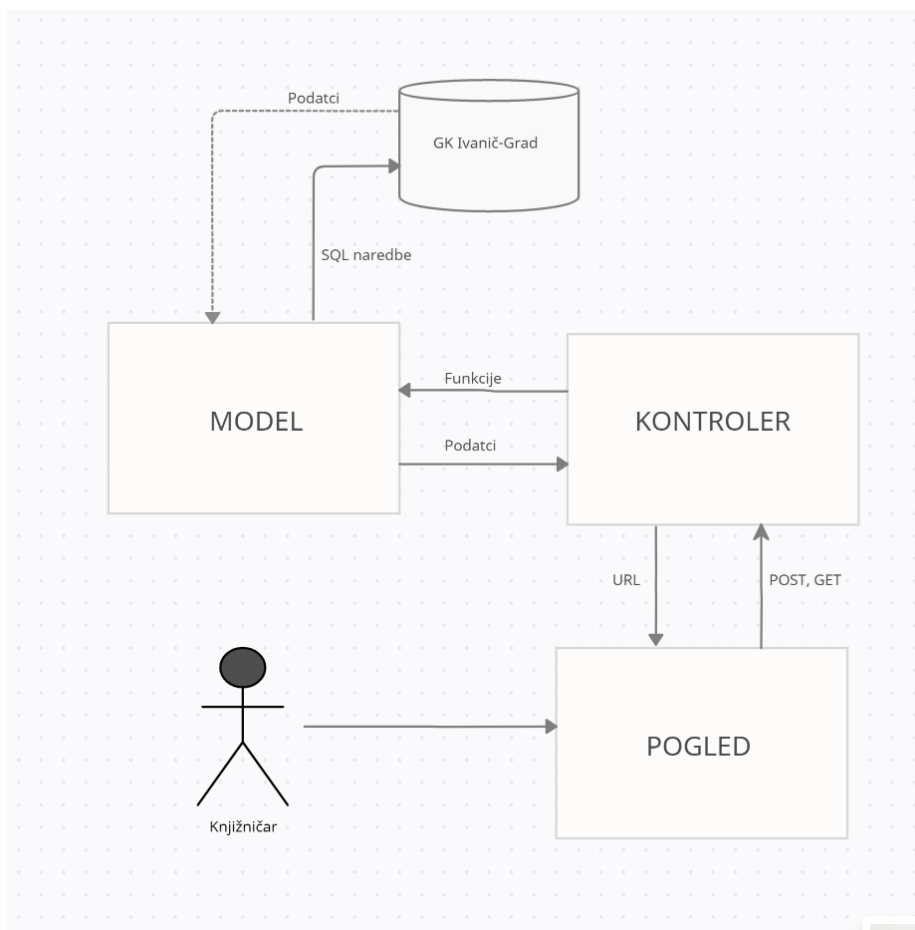 Podatci
GK Ivanič-Grad
SQL naredbe
Funkcije
MODEL
KONTROLER
Podatci
URL
POST, GET
POGLED
Knjižničar